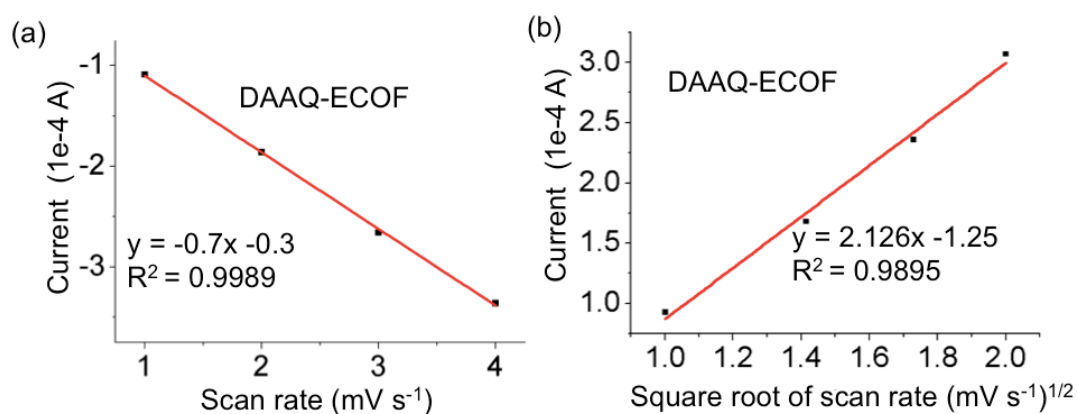 (a)
-1
-2
-3
Current (1e-4 A)
DAAQ-ECOF
y = -0.7x -0.3
R² = 0.9989
1 2 3 4
Scan rate (mV s⁻¹)
(b)
3.0
2.5
2.0
1.5
1.0
Current (1e-4 A)
DAAQ-ECOF
y = 2.126x -1.25
R² = 0.9895
1.0 1.2 1.4 1.6 1.8 2.0
Square root of scan rate (mV s⁻¹)¹/²